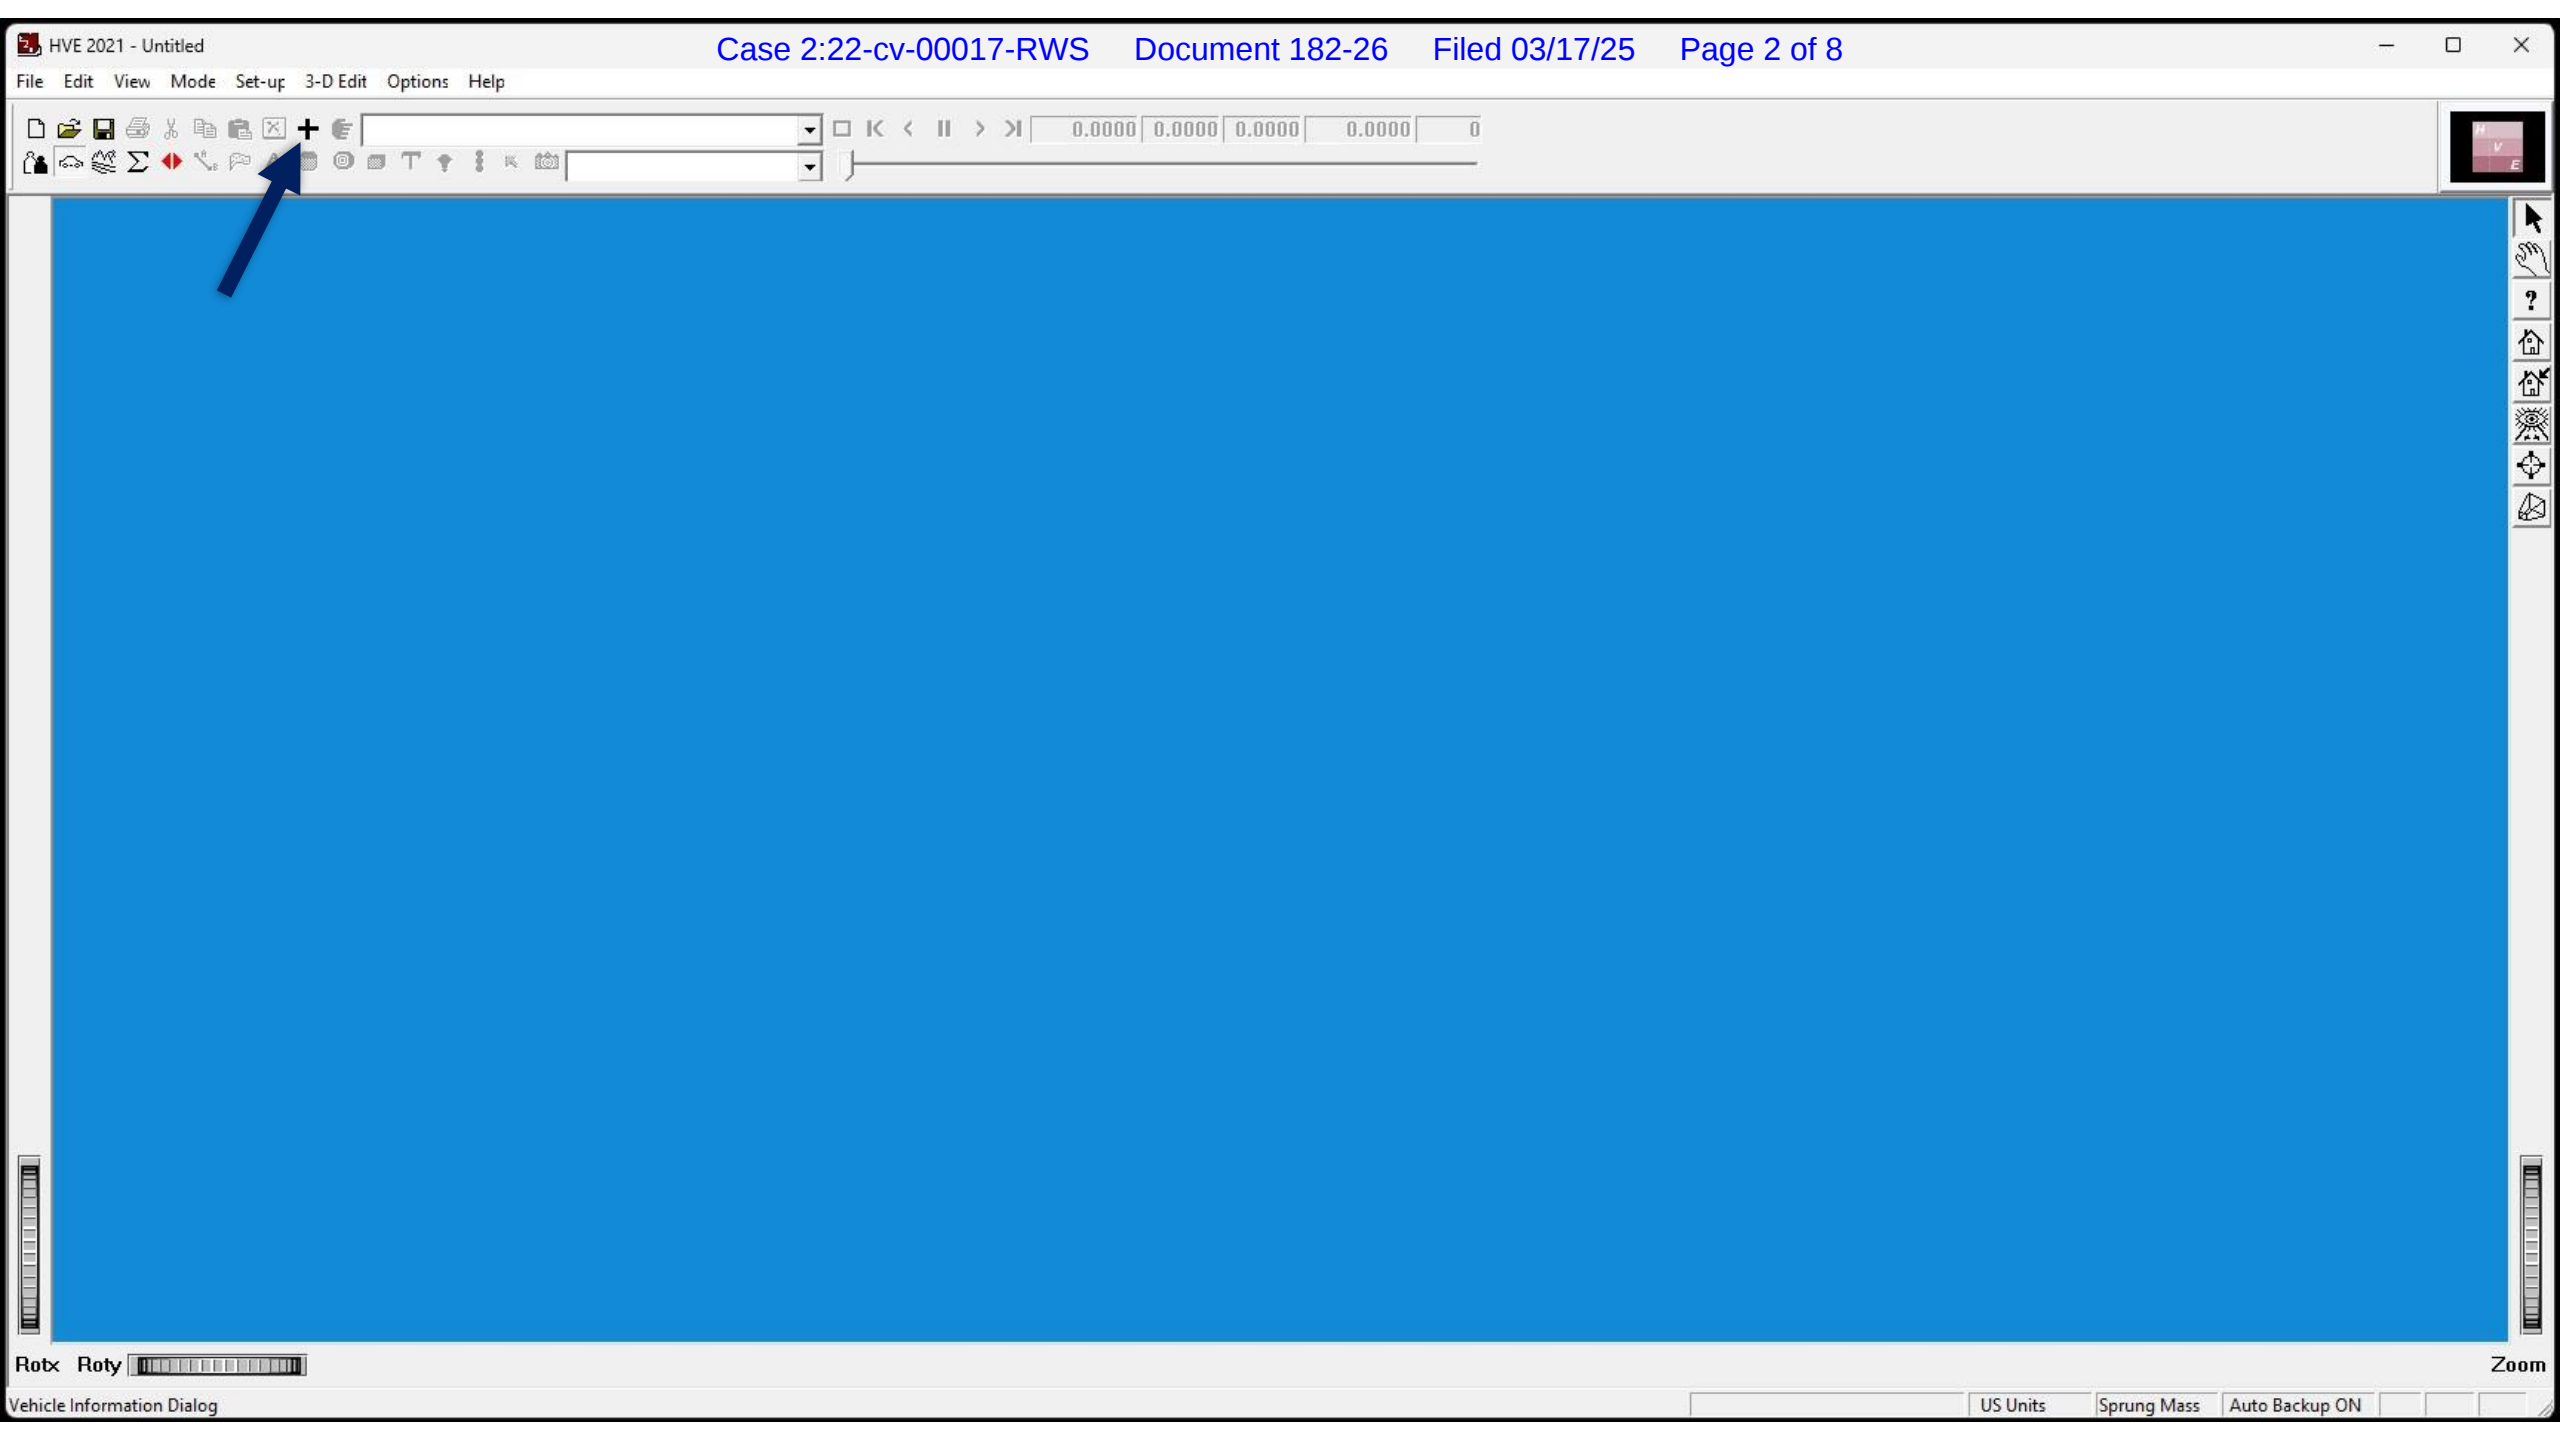 HVE 2021 - Untitled
Case 2:22-cv-00017-RWS Document 182-26 Filed 03/17/25 Page 2 of 8
File Edit View Mode Set-up 3-D Edit Options Help
0.0000 0.0000 0.0000 0.0000 0
H
V
E
?
Rotx Roty
Zoom
Vehicle Information Dialog
US Units Sprung Mass Auto Backup ON